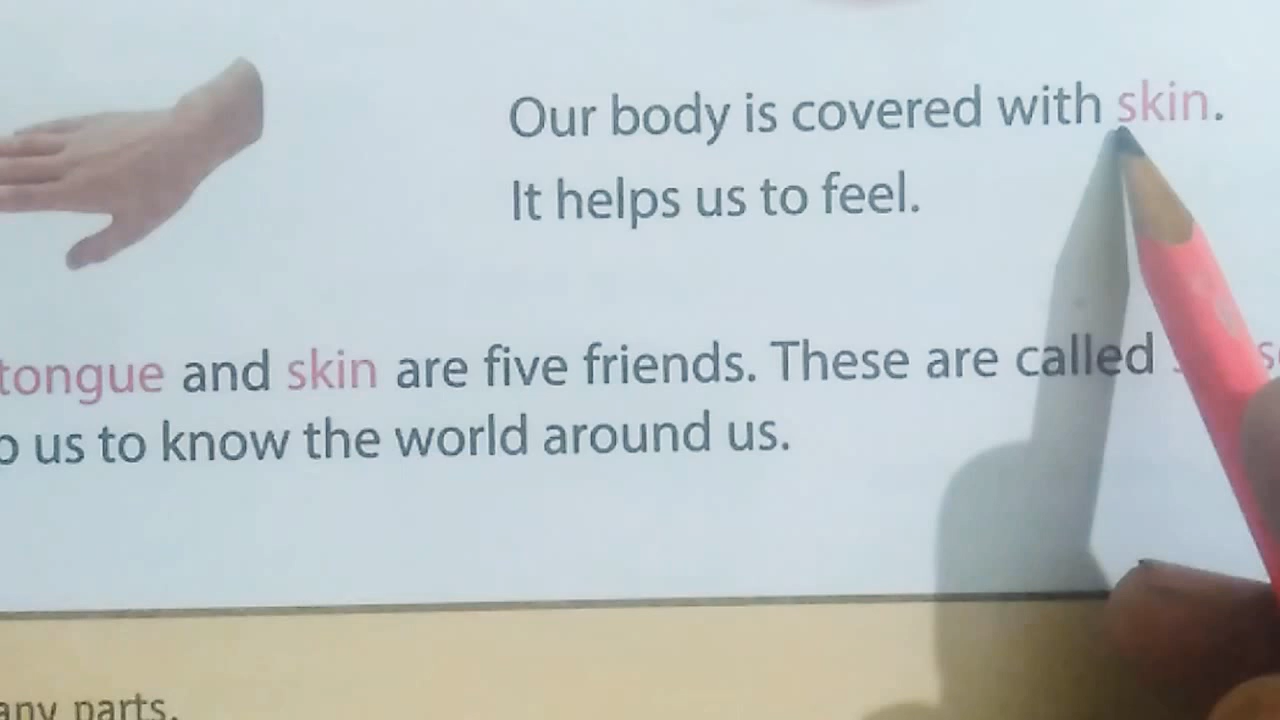 Our body is covered with skin.
It helps us to feel.
tongue and skin are five friends. These are called
us to know the world around us.
any parts.